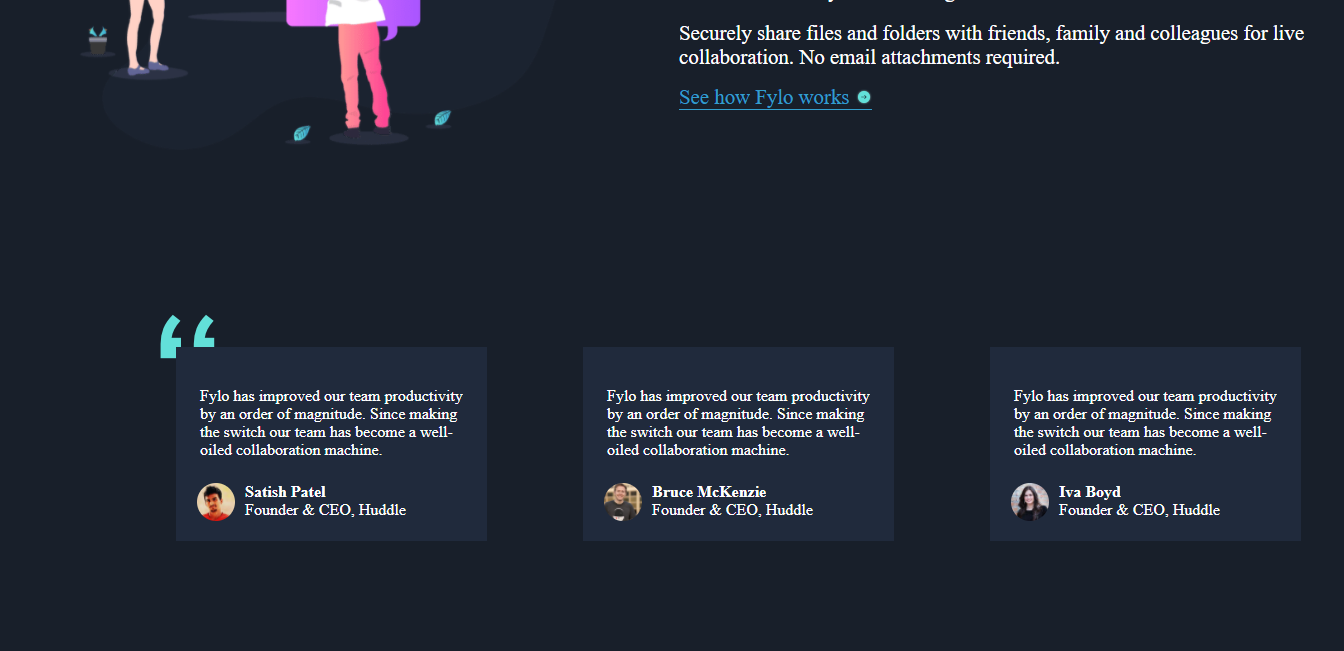 Securely share files and folders with friends, family and colleagues for live
collaboration. No email attachments required.
See how Fylo works
“
Fylo has improved our team productivity
by an order of magnitude. Since making
the switch our team has become a well-
oiled collaboration machine.
Satish Patel
Founder & CEO, Huddle
Fylo has improved our team productivity
by an order of magnitude. Since making
the switch our team has become a well-
oiled collaboration machine.
Bruce McKenzie
Founder & CEO, Huddle
Fylo has improved our team productivity
by an order of magnitude. Since making
the switch our team has become a well-
oiled collaboration machine.
Iva Boyd
Founder & CEO, Huddle